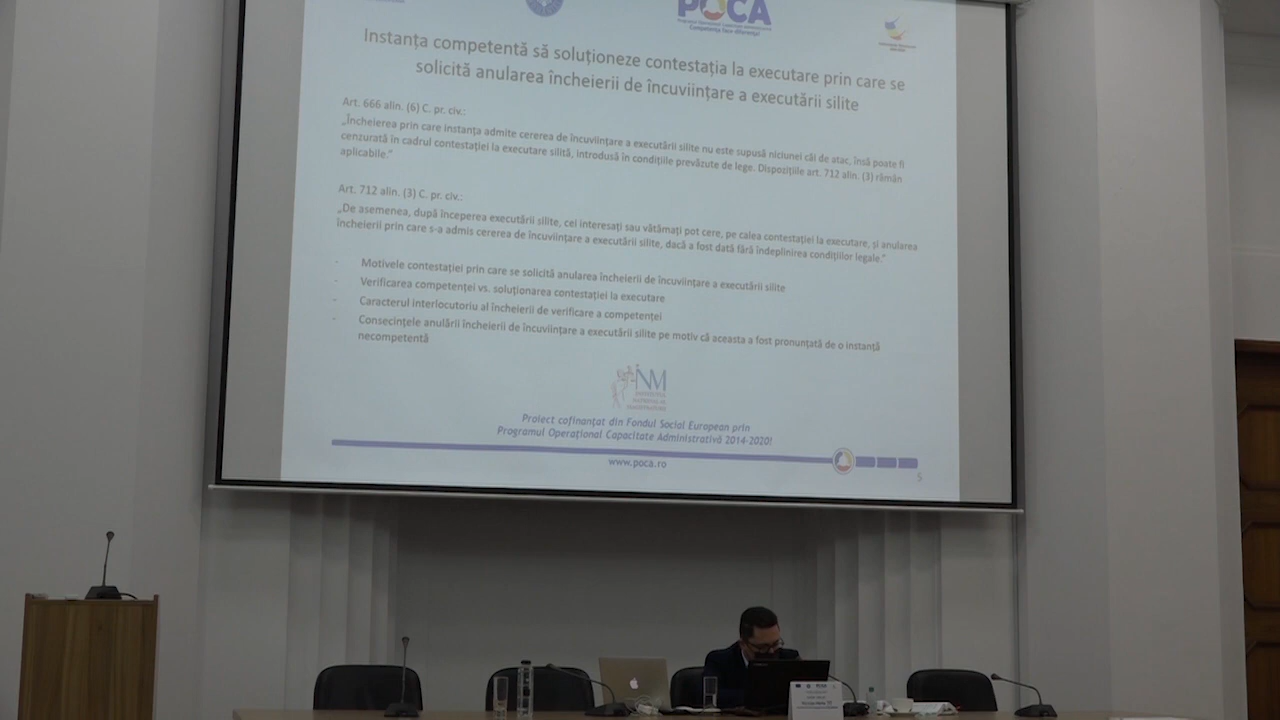 POCA
Competența face diferența!
Instanța competentă să soluționeze contestația la executare prin care se
solicită anularea încheierii de încuviințare a executării silite
Art. 666 alin. (6) C. pr. civ.:
„Încheierea prin care instanța admite cererea de încuviințare a executării silite nu este supusă niciunei căi de atac, însă poate fi
cenzurată în cadrul contestației la executare silită, introdusă în condițiile prevăzute de lege. Dispozițiile art. 712 alin. (3) rămân
aplicabile.”
Art. 712 alin. (3) C. pr. civ.:
„De asemenea, după începerea executării silite, cei interesați sau vătămați pot cere, pe calea contestației la executare, și anularea
încheierii prin care s-a admis cererea de încuviințare a executării silite, dacă a fost dată fără îndeplinirea condițiilor legale.”
- Motivele contestației prin care se solicită anularea încheierii de încuviințare a executării silite
- Verificarea competenței vs. soluționarea contestației la executare
- Caracterul interlocutoriu al încheierii de verificare a competenței
- Consecințele anulării încheierii de încuviințare a executării silite pe motiv că aceasta a fost pronunțată de o instanță
necompetentă
INM
Proiect cofinanțat din Fondul Social European prin
Programul Operațional Capacitate Administrativă 2014-2020!
www.poca.ro
5